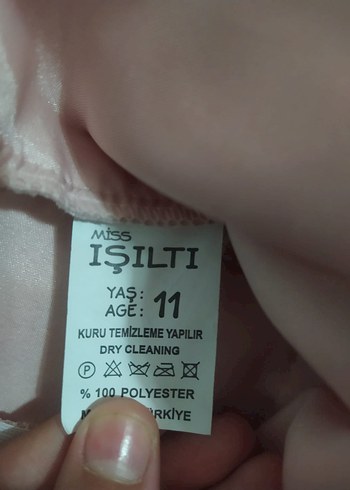 MISS
IŞILTI
YAŞ:
AGE: 11
KURU TEMİZLEME YAPILIR
DRY CLEANING
P
% 100 POLYESTER